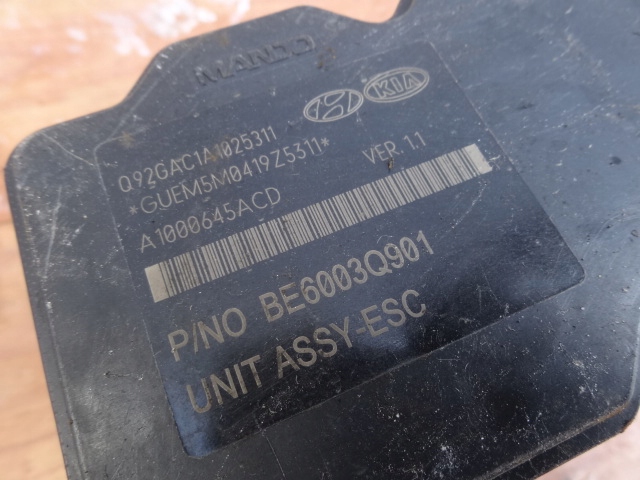 MANDO
KIA
Q92GAC1A1025311
*GUEM5M0419Z5311* VER 1.1
A1000645ACD
P/NO BE6003Q901
UNIT ASSY-ESC